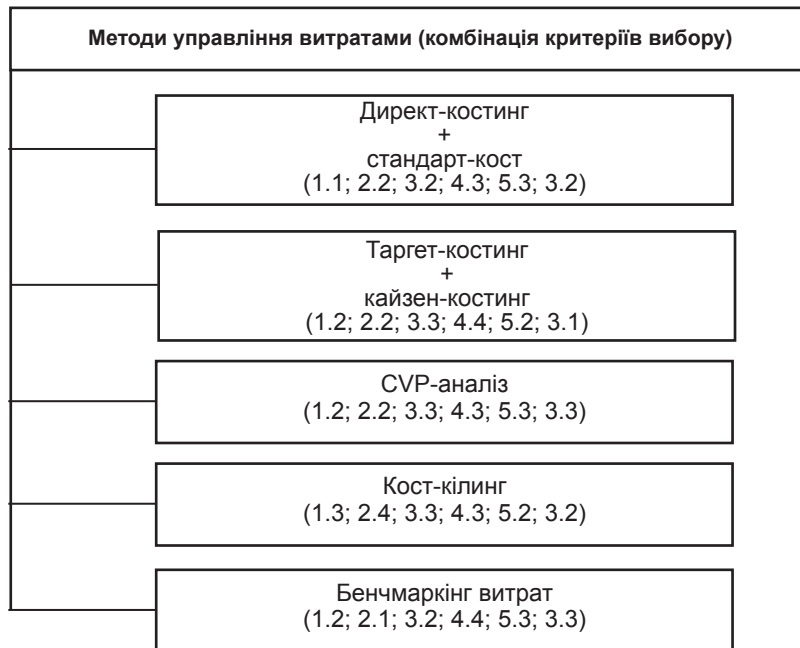 Методи управління витратами (комбінація критеріїв вибору)
Директ-костинг
+
стандарт-кост
(1.1; 2.2; 3.2; 4.3; 5.3; 3.2)
Таргет-костинг
+
кайзен-костинг
(1.2; 2.2; 3.3; 4.4; 5.2; 3.1)
CVP-аналіз
(1.2; 2.2; 3.3; 4.3; 5.3; 3.3)
Кост-кілинг
(1.3; 2.4; 3.3; 4.3; 5.2; 3.2)
Бенчмаркінг витрат
(1.2; 2.1; 3.2; 4.4; 5.3; 3.3)